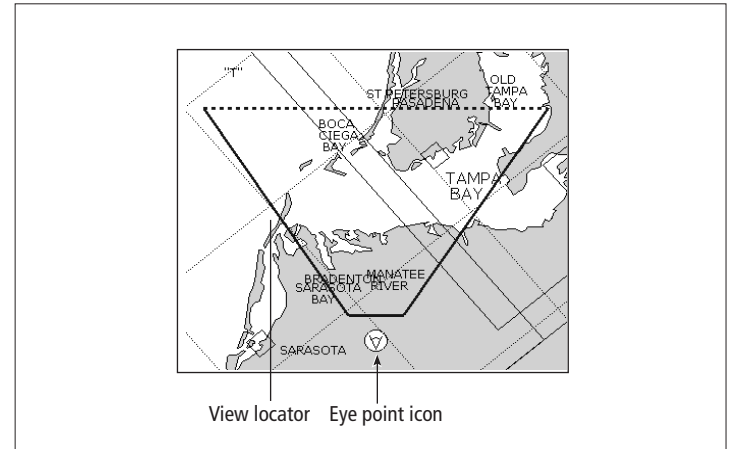 "T"
OLD
TAMPA
BAY
ST PETERSBURG
PASADENA
BOCA
CIEGA
BAY
TAMPA
BAY
BRADENTON
MANATEE
RIVER
SARASOTA
BAY
SARASOTA
View locator
Eye point icon